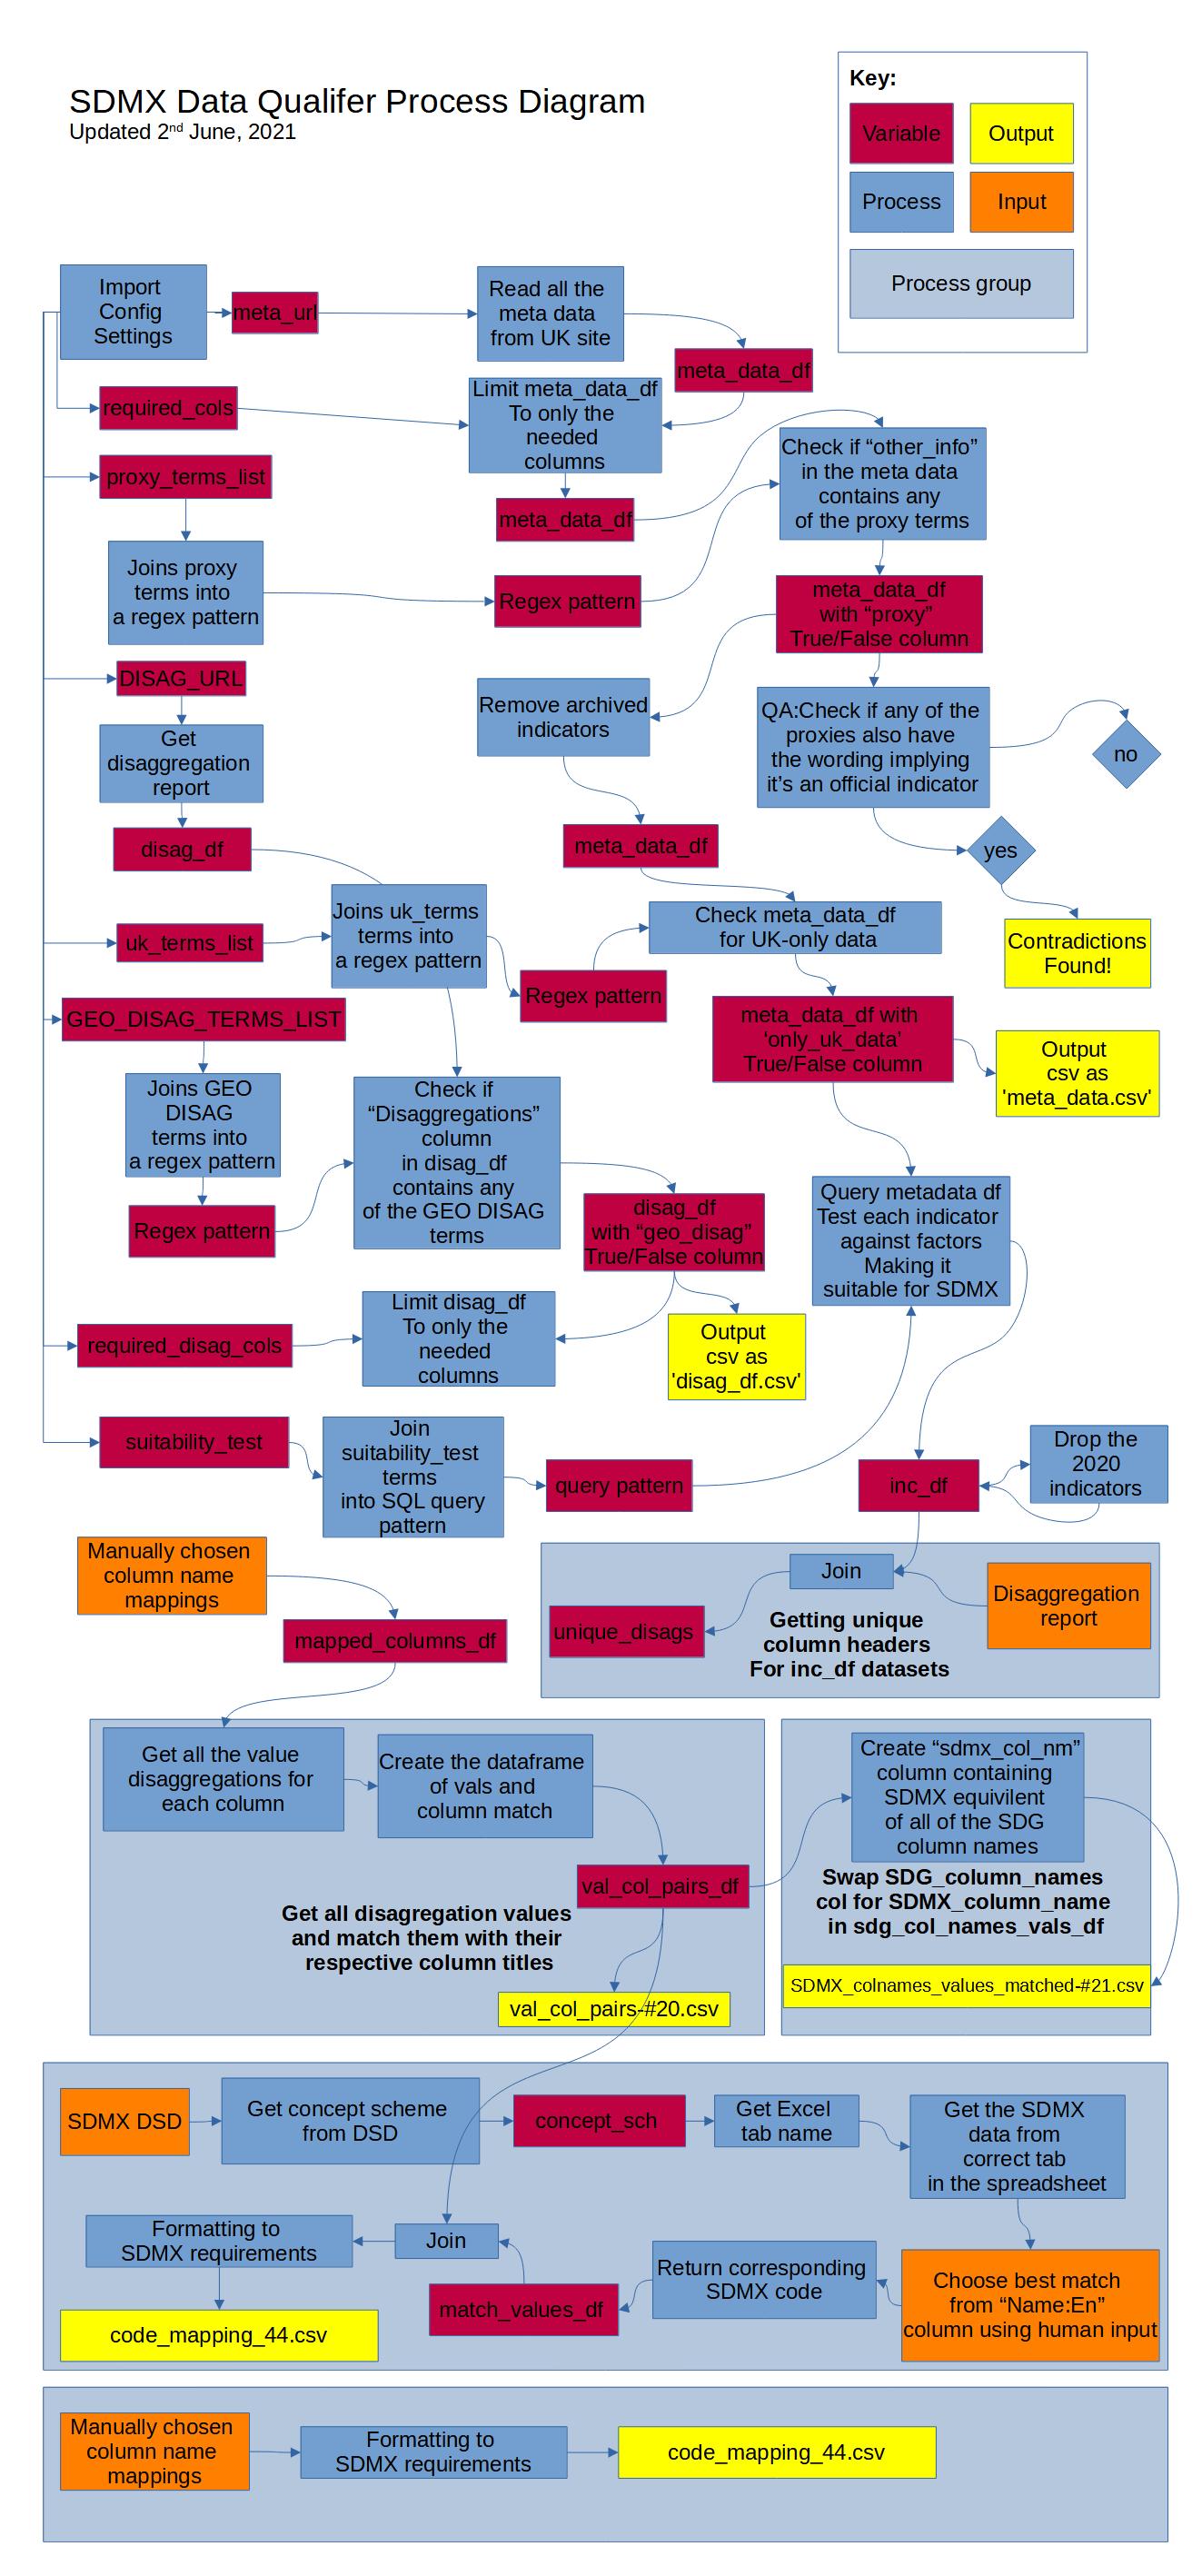 SDMX Data Qualifer Process Diagram
Updated 2nd June, 2021
Key:
Variable
Output
Process
Input
Process group
Import
Config
Settings
meta_url
Read all the
meta data
from UK site
meta_data_df
required_cols
Limit meta_data_df
To only the
needed
columns
proxy_terms_list
meta_data_df
Check if “other_info”
in the meta data
contains any
of the proxy terms
Joins proxy
terms into
a regex pattern
Regex pattern
meta_data_df
with “proxy”
True/False column
DISAG_URL
Remove archived
indicators
QA:Check if any of the
proxies also have
the wording implying
it’s an official indicator
no
Get
disaggregation
report
disag_df
meta_data_df
yes
Joins uk_terms
terms into
a regex pattern
uk_terms_list
Check meta_data_df
for UK-only data
Contradictions
Found!
Regex pattern
GEO_DISAG_TERMS_LIST
meta_data_df with
‘only_uk_data’
True/False column
Output
csv as
'meta_data.csv'
Joins GEO
DISAG
terms into
a regex pattern
Check if
“Disaggregations”
column
in disag_df
contains any
of the GEO DISAG
terms
Regex pattern
disag_df
with “geo_disag”
True/False column
Query metadata df
Test each indicator
against factors
Making it
suitable for SDMX
required_disag_cols
Limit disag_df
To only the
needed
columns
Output
csv as
'disag_df.csv'
suitability_test
Join
suitability_test
terms
into SQL query
pattern
query pattern
inc_df
Drop the
2020
indicators
Manually chosen
column name
mappings
mapped_columns_df
Join
Disaggregation
report
unique_disags
Getting unique
column headers
For inc_df datasets
Get all the value
disaggregations for
each column
Create the dataframe
of vals and
column match
val_col_pairs_df
Get all disagregation values
and match them with their
respective column titles
val_col_pairs-#20.csv
Create “sdmx_col_nm”
column containing
SDMX equivilent
of all of the SDG
column names
Swap SDG_column_names
col for SDMX_column_name
in sdg_col_names_vals_df
SDMX_colnames_values_matched-#21.csv
SDMX DSD
Get concept scheme
from DSD
concept_sch
Get Excel
tab name
Get the SDMX
data from
correct tab
in the spreadsheet
Formatting to
SDMX requirements
Join
Return corresponding
SDMX code
Choose best match
from “Name:En”
column using human input
match_values_df
code_mapping_44.csv
Manually chosen
column name
mappings
Formatting to
SDMX requirements
code_mapping_44.csv